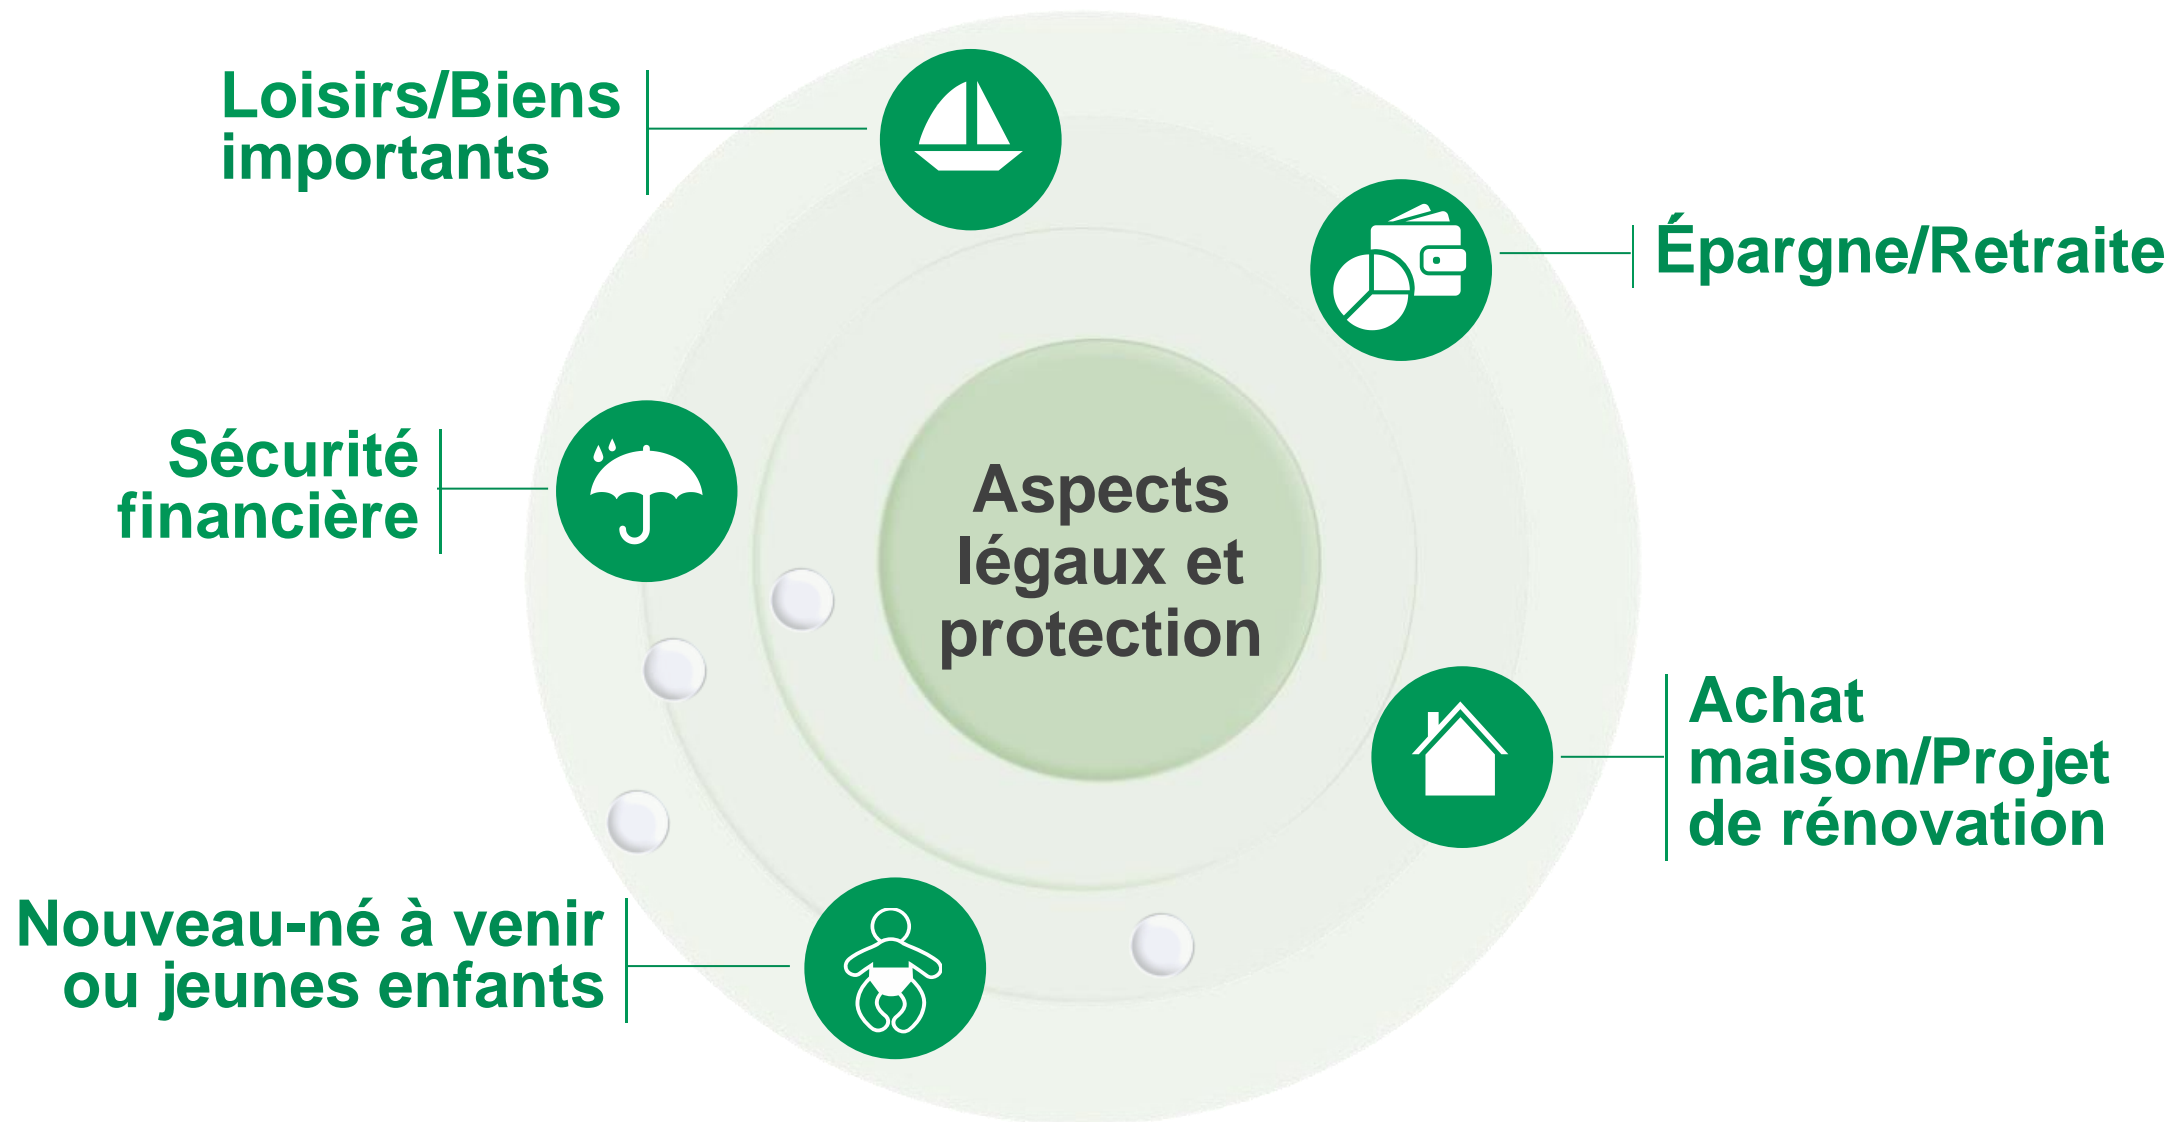 Loisirs/Biens
importants
Épargne/Retraite
Sécurité
financière
Aspects
légaux et
protection
Achat
maison/Projet
de rénovation
Nouveau-né à venir
ou jeunes enfants